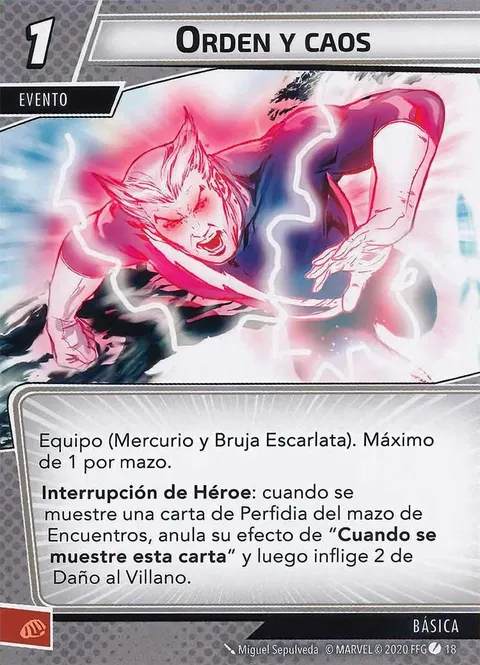 1
ORDEN Y CAOS
EVENTO
Equipo (Mercurio y Bruja Escarlata). Máximo
de 1 por mazo.
Interrupción de Héroe: cuando se
muestre una carta de Perfidia del mazo de
Encuentros, anula su efecto de “Cuando se
muestre esta carta” y luego inflige 2 de
Daño al Villano.
BÁSICA
Miguel Sepulveda © MARVEL © 2020 FFG 18